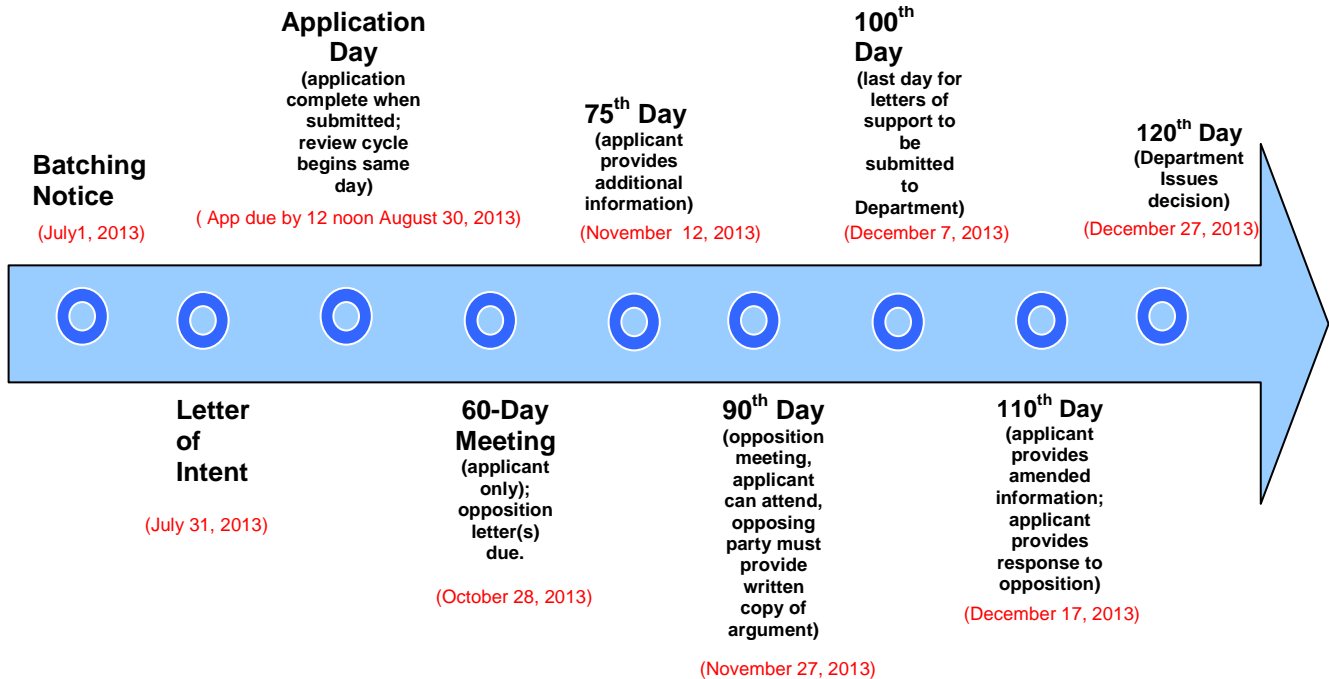 Batching
Notice
(July1, 2013)
Letter
of
Intent
(July 31, 2013)
Application
Day
(application
complete when
submitted;
review cycle
begins same
day)
( App due by 12 noon August 30, 2013)
60-Day
Meeting
(applicant
only);
opposition
letter(s)
due.
(October 28, 2013)
75th Day
(applicant
provides
additional
information)
(November 12, 2013)
90th Day
(opposition
meeting,
applicant
can attend,
opposing
party must
provide
written
copy of
argument)
(November 27, 2013)
100th
Day
(last day for
letters of
support to
be
submitted
to
Department)
(December 7, 2013)
110th Day
(applicant
provides
amended
information;
applicant
provides
response to
opposition)
(December 17, 2013)
120th Day
(Department
Issues
decision)
(December 27, 2013)